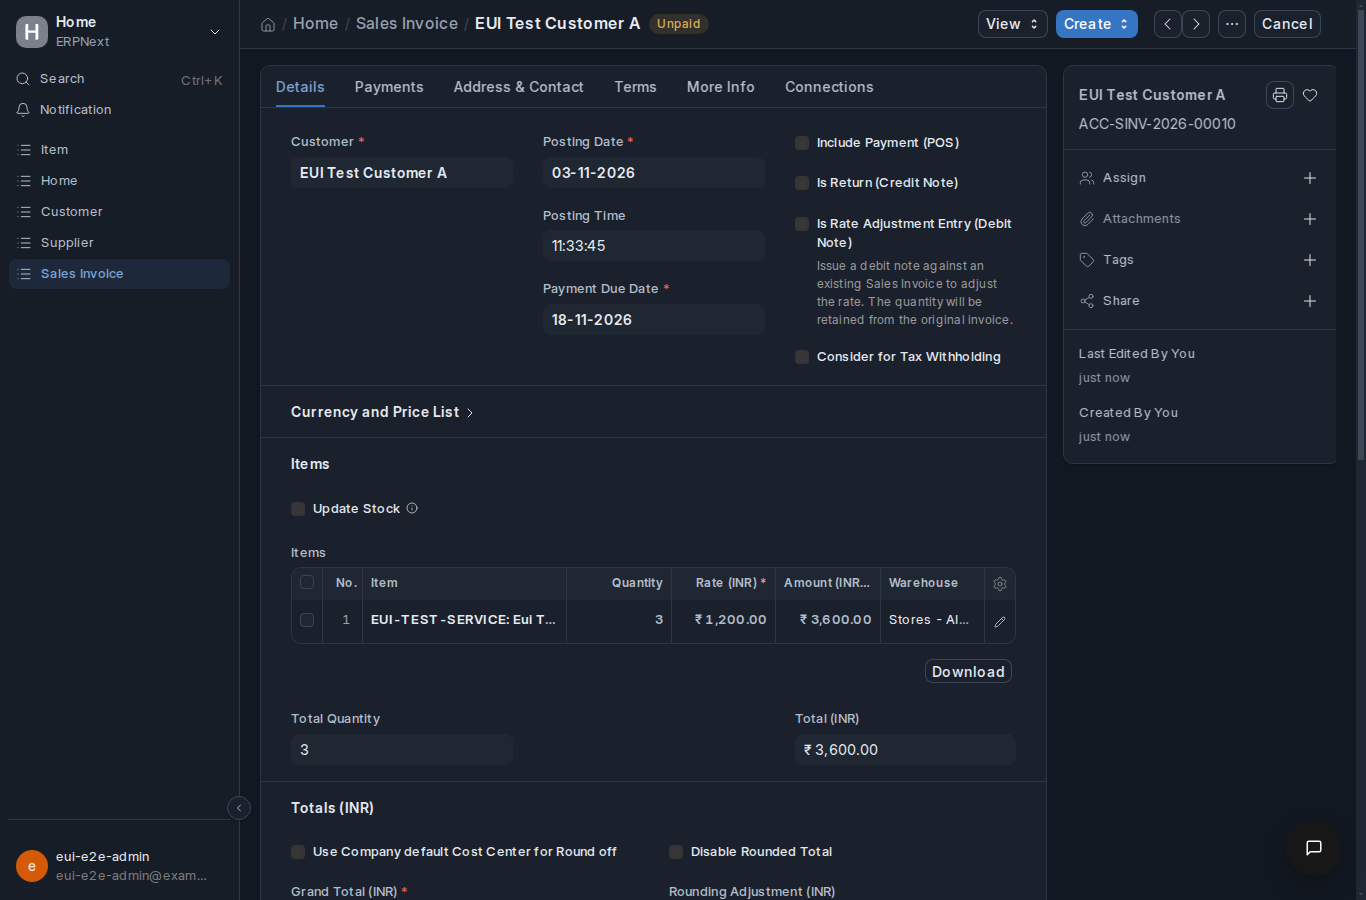 H
Home
ERPNext
Search
Ctrl+K
Notification
Item
Home
Customer
Supplier
Sales Invoice
eui-e2e-admin
e
eui-e2e-admin@exam...
/ Home / Sales Invoice / EUI Test Customer A Unpaid
View
Create
...
Cancel
Details Payments Address & Contact Terms More Info Connections
Customer *
EUI Test Customer A
Posting Date *
03-11-2026
Posting Time
11:33:45
Payment Due Date *
18-11-2026
Include Payment (POS)
Is Return (Credit Note)
Is Rate Adjustment Entry (Debit
Note)
Issue a debit note against an
existing Sales Invoice to adjust
the rate. The quantity will be
retained from the original invoice.
Consider for Tax Withholding
Currency and Price List
Items
Update Stock
Items
No. Item Quantity Rate (INR) * Amount (INR... Warehouse
1 EUI-TEST-SERVICE: Eui T... 3 ₹ 1,200.00 ₹ 3,600.00 Stores - Al...
Download
Total Quantity
3
Total (INR)
₹ 3,600.00
Totals (INR)
Use Company default Cost Center for Round off
Disable Rounded Total
Grand Total (INR) *
Rounding Adjustment (INR)
EUI Test Customer A
ACC-SINV-2026-00010
Assign
Attachments
Tags
Share
Last Edited By You
just now
Created By You
just now